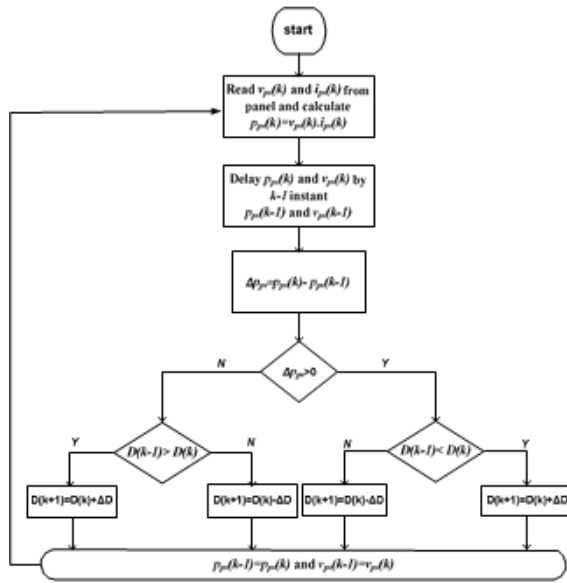 start
Read vpv(k) and ipv(k) from
panel and calculate
ppv(k)=vpv(k).ipv(k)
Delay ppv(k) and vpv(k) by
k-1 instant
ppv(k-1) and vpv(k-1)
Δppv=ppv(k)- ppv(k-1)
N
Y
Δppv>0
Y
D(k-1)> D(k)
N
N
D(k-1)< D(k)
Y
D(k+1)=D(k)+ΔD
D(k+1)=D(k)-ΔD
D(k+1)=D(k)-ΔD
D(k+1)=D(k)+ΔD
ppv(k-1)=ppv(k) and vpv(k-1)=vpv(k)